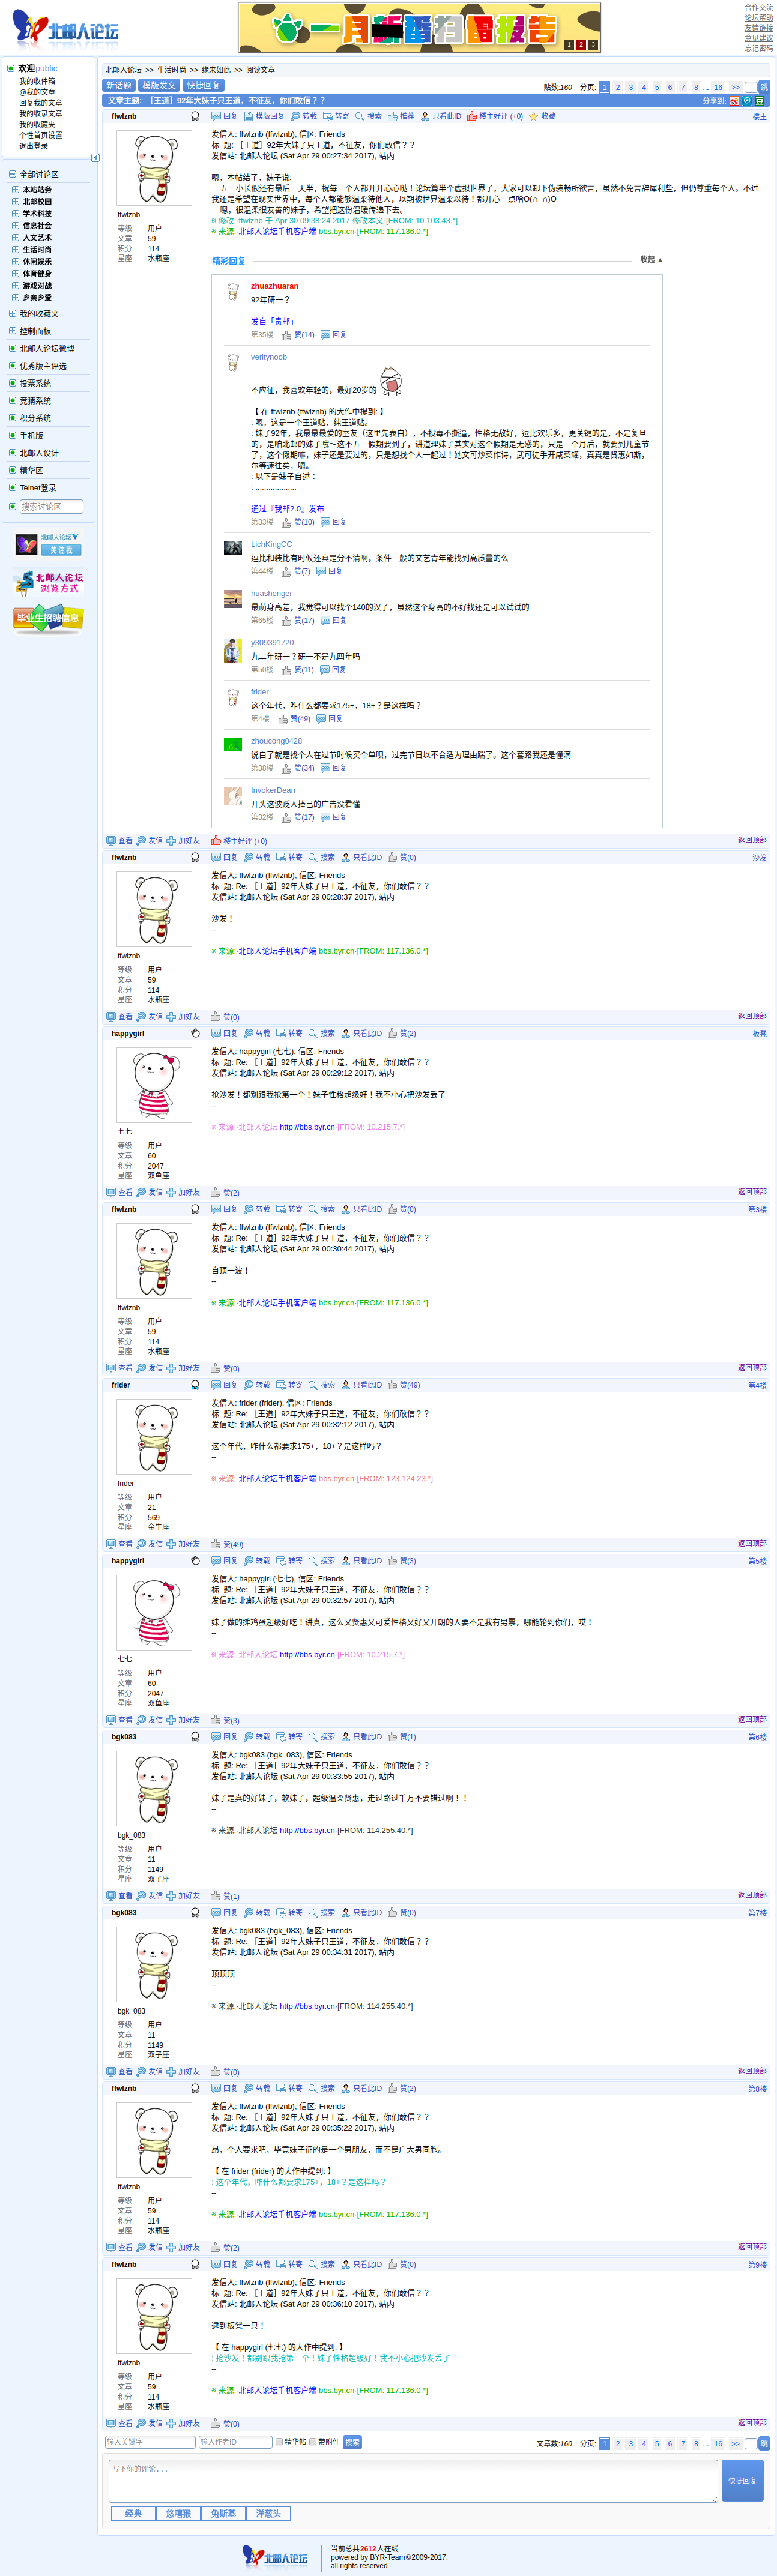 北邮人论坛
一月新番扫雷报告
1 2 3
合作交流
论坛帮助
友情链接
意见建议
忘记密码
欢迎public
我的收件箱
@我的文章
回复我的文章
我的收录文章
我的收藏夹
个性首页设置
退出登录
全部讨论区
本站站务
北邮校园
学术科技
信息社会
人文艺术
生活时尚
休闲娱乐
体育健身
游戏对战
乡亲乡爱
我的收藏夹
控制面板
北邮人论坛微博
优秀版主评选
投票系统
竞猜系统
积分系统
手机版
北邮人设计
精华区
Telnet登录
搜索讨论区
北邮人论坛
关注我
北邮人论坛
浏览方式
毕业生招聘信息
北邮人论坛 >> 生活时尚 >> 缘来如此 >> 阅读文章
新话题 模版发文 快捷回复
贴数:160 分页: 1 2 3 4 5 6 7 8 ... 16 >> 跳
文章主题: [王道] 92年大妹子只王道，不征友，你们敢信？？
分享到:
ffwlznb
回复 模版回复 转载 转寄 搜索 推荐 只看此ID 楼主好评 (+0) 收藏
楼主
ffwlznb
等级 用户
文章 59
积分 114
星座 水瓶座
发信人: ffwlznb (ffwlznb), 信区: Friends
标 题: [王道] 92年大妹子只王道，不征友，你们敢信？？
发信站: 北邮人论坛 (Sat Apr 29 00:27:34 2017), 站内
嗯，本帖结了，妹子说:
五一小长假还有最后一天半，祝每一个人都开开心心哒！论坛算半个虚拟世界了，大家可以卸下伪装畅所欲言，虽然不免言辞犀利些，但仍尊重每个人。不过我还是希望在现实世界中，每个人都能够温柔待他人，以期被世界温柔以待！都开心一点哈O(∩_∩)O
嗯，很温柔很友善的妹子，希望把这份温暖传递下去。
※ 修改:·ffwlznb 于 Apr 30 09:38:24 2017 修改本文·[FROM: 10.103.43.*]
※ 来源:·北邮人论坛手机客户端 bbs.byr.cn·[FROM: 117.136.0.*]
精彩回复
收起 ▲
zhuazhuaran
92年研一？
发自「贵邮」
第35楼 赞(14) 回复
veritynoob
不应征，我喜欢年轻的，最好20岁的
【 在 ffwlznb (ffwlznb) 的大作中提到: 】
: 嗯，这是一个王道贴，纯王道贴。
: 妹子92年，我最最最爱的室友（这里先表白），不投毒不撕逼，性格无敌好，逗比欢乐多，更关键的是，不是复旦的，是咱北邮的妹子哦～这不五一假期要到了，讲道理妹子其实对这个假期是无感的，只是一个月后，就要到儿童节了，这个假期嘛，妹子还是要过的，只是想找个人一起过！她文可炒菜作诗，武可徒手开咸菜罐，真真是贤惠如斯，尔等速往矣，嗯。
: 以下是妹子自述：
: ...................
通过『我邮2.0』发布
第33楼 赞(10) 回复
LichKingCC
逗比和装比有时候还真是分不清啊，条件一般的文艺青年能找到高质量的么
第44楼 赞(7) 回复
huashenger
最萌身高差，我觉得可以找个140的汉子，虽然这个身高的不好找还是可以试试的
第65楼 赞(17) 回复
y309391720
九二年研一？研一不是九四年吗
第50楼 赞(11) 回复
frider
这个年代，咋什么都要求175+，18+？是这样吗？
第4楼 赞(49) 回复
zhoucong0428
说白了就是找个人在过节时候买个单呗，过完节日以不合适为理由踹了。这个套路我还是懂滴
第38楼 赞(34) 回复
InvokerDean
开头这波贬人捧己的广告没看懂
第32楼 赞(17) 回复
查看 发信 加好友
楼主好评 (+0)
返回顶部
ffwlznb
回复 转载 转寄 搜索 只看此ID 赞(0)
沙发
ffwlznb
等级 用户
文章 59
积分 114
星座 水瓶座
发信人: ffwlznb (ffwlznb), 信区: Friends
标 题: Re: [王道] 92年大妹子只王道，不征友，你们敢信？？
发信站: 北邮人论坛 (Sat Apr 29 00:28:37 2017), 站内
沙发！
--
※ 来源:·北邮人论坛手机客户端 bbs.byr.cn·[FROM: 117.136.0.*]
查看 发信 加好友
赞(0)
返回顶部
happygirl
回复 转载 转寄 搜索 只看此ID 赞(2)
板凳
七七
等级 用户
文章 60
积分 2047
星座 双鱼座
发信人: happygirl (七七), 信区: Friends
标 题: Re: [王道] 92年大妹子只王道，不征友，你们敢信？？
发信站: 北邮人论坛 (Sat Apr 29 00:29:12 2017), 站内
抢沙发！都别跟我抢第一个！妹子性格超级好！我不小心把沙发丢了
--
※ 来源:·北邮人论坛 http://bbs.byr.cn·[FROM: 10.215.7.*]
查看 发信 加好友
赞(2)
返回顶部
ffwlznb
回复 转载 转寄 搜索 只看此ID 赞(0)
第3楼
ffwlznb
等级 用户
文章 59
积分 114
星座 水瓶座
发信人: ffwlznb (ffwlznb), 信区: Friends
标 题: Re: [王道] 92年大妹子只王道，不征友，你们敢信？？
发信站: 北邮人论坛 (Sat Apr 29 00:30:44 2017), 站内
自顶一波！
--
※ 来源:·北邮人论坛手机客户端 bbs.byr.cn·[FROM: 117.136.0.*]
查看 发信 加好友
赞(0)
返回顶部
frider
回复 转载 转寄 搜索 只看此ID 赞(49)
第4楼
frider
等级 用户
文章 21
积分 569
星座 金牛座
发信人: frider (frider), 信区: Friends
标 题: Re: [王道] 92年大妹子只王道，不征友，你们敢信？？
发信站: 北邮人论坛 (Sat Apr 29 00:32:12 2017), 站内
这个年代，咋什么都要求175+，18+？是这样吗？
--
※ 来源:·北邮人论坛手机客户端 bbs.byr.cn·[FROM: 123.124.23.*]
查看 发信 加好友
赞(49)
返回顶部
happygirl
回复 转载 转寄 搜索 只看此ID 赞(3)
第5楼
七七
等级 用户
文章 60
积分 2047
星座 双鱼座
发信人: happygirl (七七), 信区: Friends
标 题: Re: [王道] 92年大妹子只王道，不征友，你们敢信？？
发信站: 北邮人论坛 (Sat Apr 29 00:32:57 2017), 站内
妹子做的摊鸡蛋超级好吃！讲真，这么又贤惠又可爱性格又好又开朗的人要不是我有男票，哪能轮到你们，哎！
--
※ 来源:·北邮人论坛 http://bbs.byr.cn·[FROM: 10.215.7.*]
查看 发信 加好友
赞(3)
返回顶部
bgk083
回复 转载 转寄 搜索 只看此ID 赞(1)
第6楼
bgk_083
等级 用户
文章 11
积分 1149
星座 双子座
发信人: bgk083 (bgk_083), 信区: Friends
标 题: Re: [王道] 92年大妹子只王道，不征友，你们敢信？？
发信站: 北邮人论坛 (Sat Apr 29 00:33:55 2017), 站内
妹子是真的好妹子，软妹子，超级温柔贤惠，走过路过千万不要错过啊！！
--
※ 来源:·北邮人论坛 http://bbs.byr.cn·[FROM: 114.255.40.*]
查看 发信 加好友
赞(1)
返回顶部
bgk083
回复 转载 转寄 搜索 只看此ID 赞(0)
第7楼
bgk_083
等级 用户
文章 11
积分 1149
星座 双子座
发信人: bgk083 (bgk_083), 信区: Friends
标 题: Re: [王道] 92年大妹子只王道，不征友，你们敢信？？
发信站: 北邮人论坛 (Sat Apr 29 00:34:31 2017), 站内
顶顶顶
--
※ 来源:·北邮人论坛 http://bbs.byr.cn·[FROM: 114.255.40.*]
查看 发信 加好友
赞(0)
返回顶部
ffwlznb
回复 转载 转寄 搜索 只看此ID 赞(2)
第8楼
ffwlznb
等级 用户
文章 59
积分 114
星座 水瓶座
发信人: ffwlznb (ffwlznb), 信区: Friends
标 题: Re: [王道] 92年大妹子只王道，不征友，你们敢信？？
发信站: 北邮人论坛 (Sat Apr 29 00:35:22 2017), 站内
昂，个人要求吧，毕竟妹子征的是一个男朋友，而不是广大男同胞。
【 在 frider (frider) 的大作中提到: 】
: 这个年代，咋什么都要求175+，18+？是这样吗？
--
※ 来源:·北邮人论坛手机客户端 bbs.byr.cn·[FROM: 117.136.0.*]
查看 发信 加好友
赞(2)
返回顶部
ffwlznb
回复 转载 转寄 搜索 只看此ID 赞(0)
第9楼
ffwlznb
等级 用户
文章 59
积分 114
星座 水瓶座
发信人: ffwlznb (ffwlznb), 信区: Friends
标 题: Re: [王道] 92年大妹子只王道，不征友，你们敢信？？
发信站: 北邮人论坛 (Sat Apr 29 00:36:10 2017), 站内
逮到板凳一只！
【 在 happygirl (七七) 的大作中提到: 】
: 抢沙发！都别跟我抢第一个！妹子性格超级好！我不小心把沙发丢了
--
※ 来源:·北邮人论坛手机客户端 bbs.byr.cn·[FROM: 117.136.0.*]
查看 发信 加好友
赞(0)
返回顶部
输入关键字 输入作者ID 精华帖 带附件 搜索
文章数:160 分页: 1 2 3 4 5 6 7 8 ... 16 >> 跳
写下你的评论...
快捷回复
经典 悠嘻猴 兔斯基 洋葱头
北邮人论坛
当前总共2612人在线
powered by BYR-Team©2009-2017.
all rights reserved